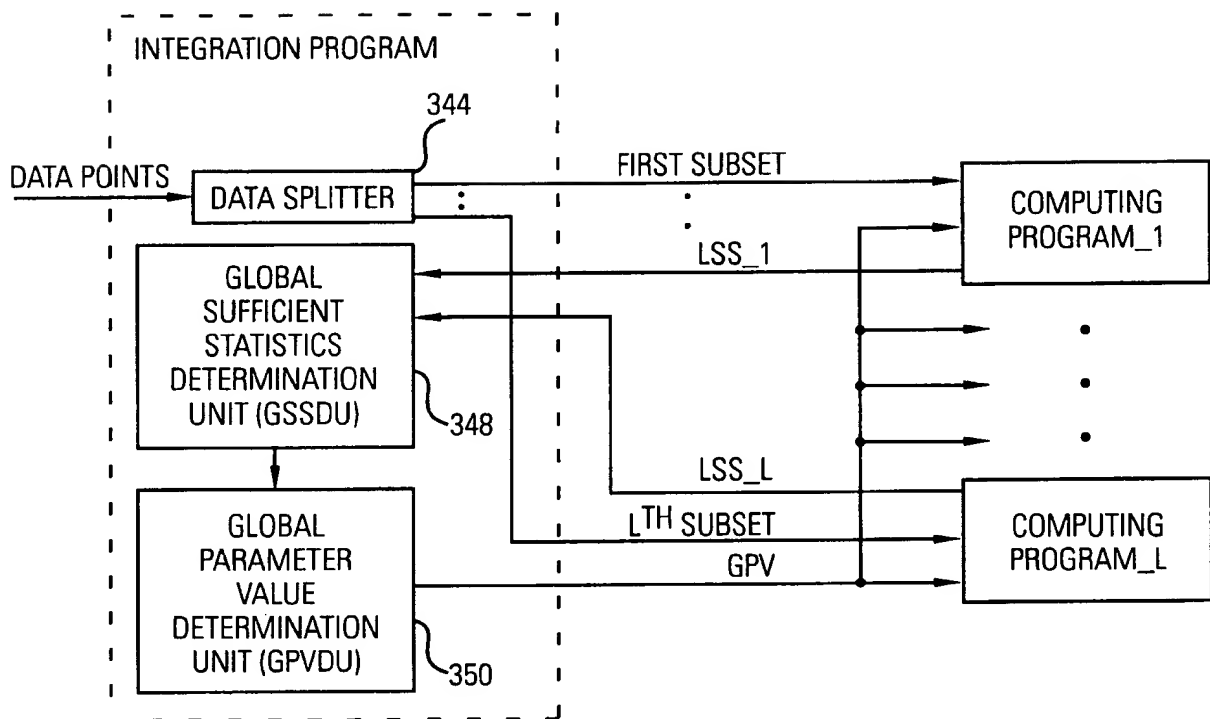 INTEGRATION PROGRAM
344
DATA POINTS
DATA SPLITTER
FIRST SUBSET
COMPUTING
PROGRAM_1
LSS_1
GLOBAL
SUFFICIENT
STATISTICS
DETERMINATION
UNIT (GSSDU)
348
LSS_L
LTH SUBSET
GPV
COMPUTING
PROGRAM_L
GLOBAL
PARAMETER
VALUE
DETERMINATION
UNIT (GPVDU)
350